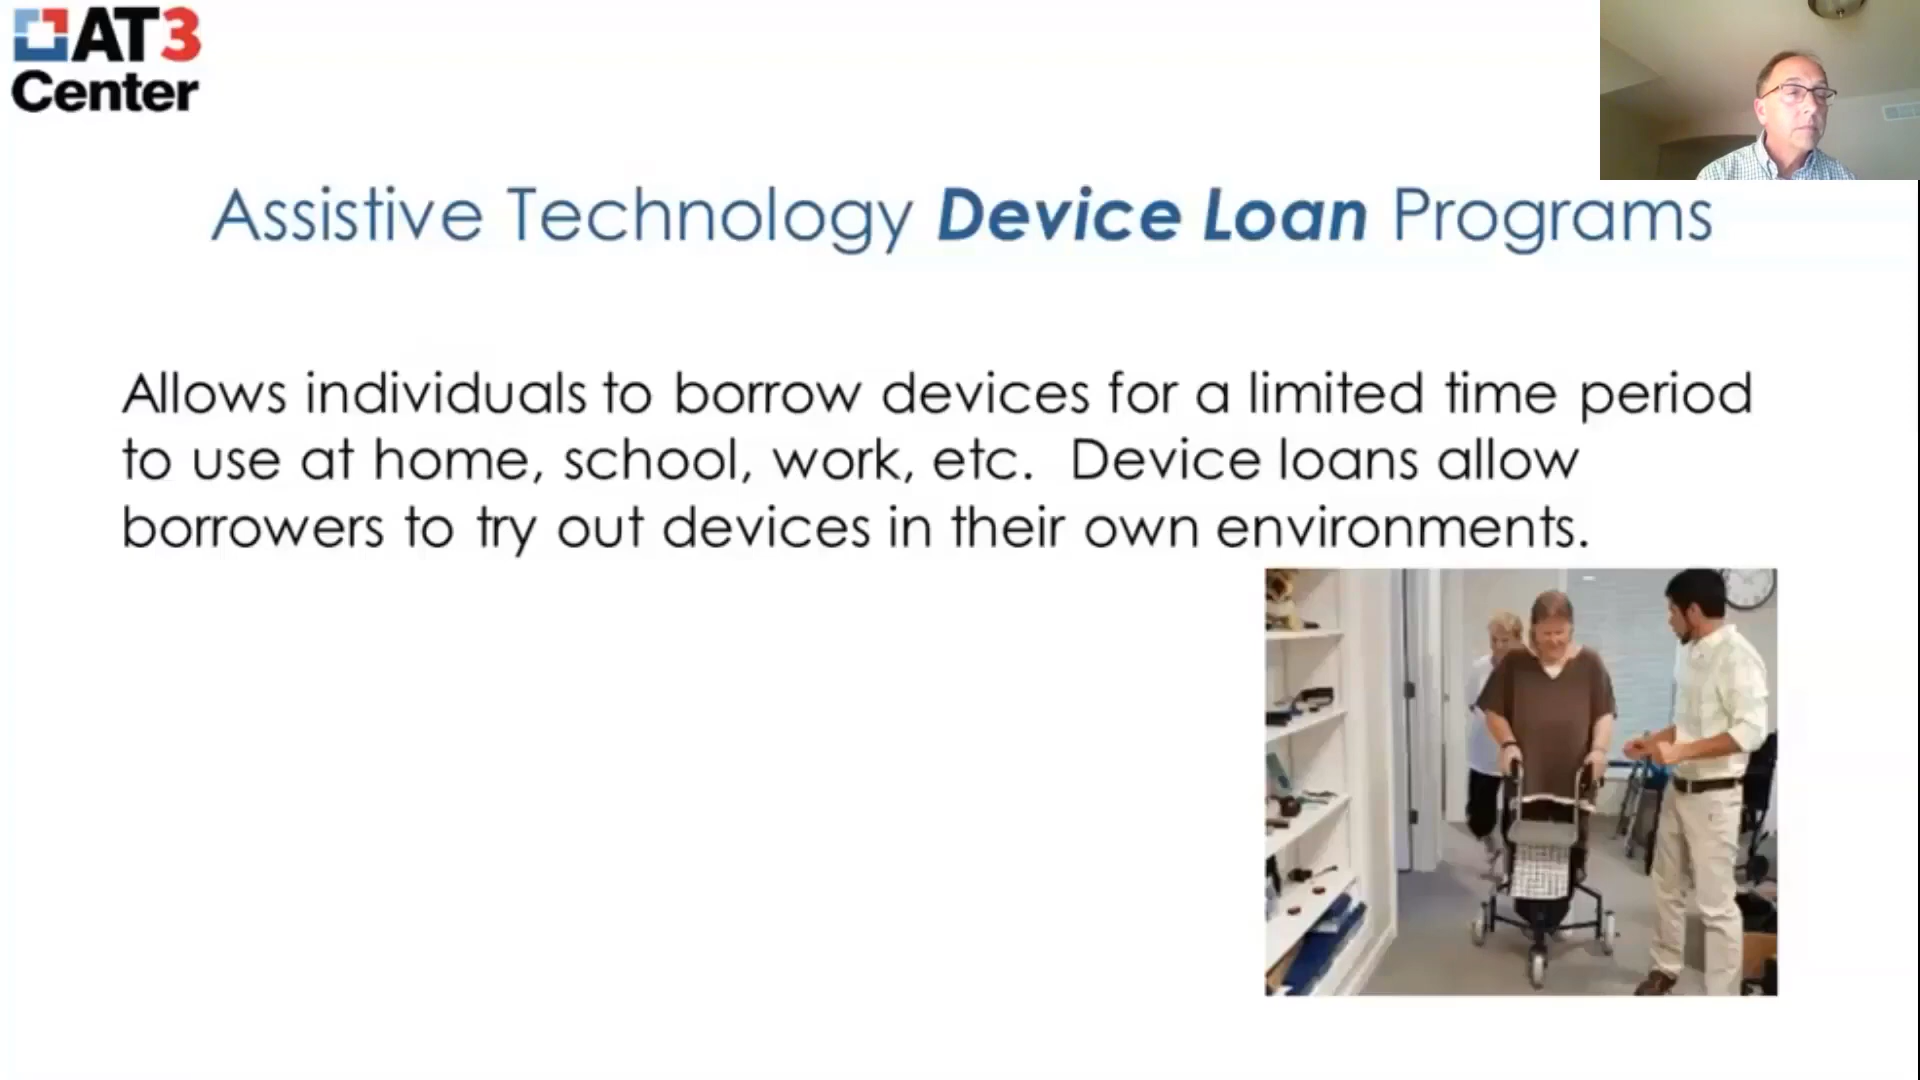 AT3
Center
Assistive Technology Device Loan Programs
Allows individuals to borrow devices for a limited time period
to use at home, school, work, etc.  Device loans allow
borrowers to try out devices in their own environments.